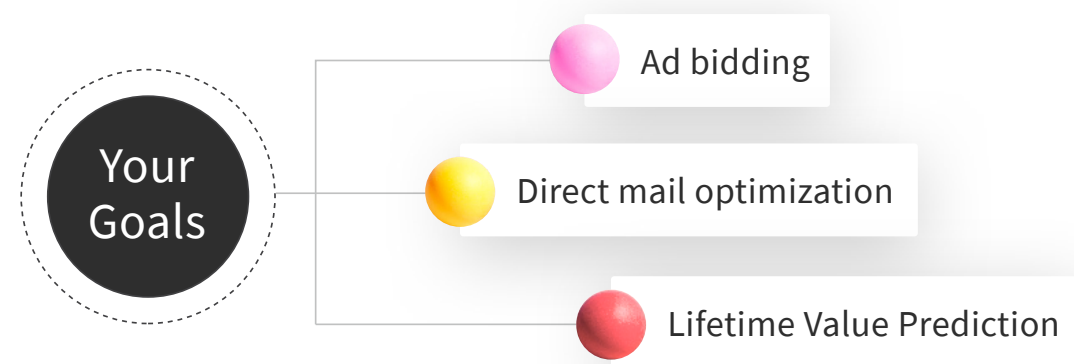 Your
Goals
Ad bidding
Direct mail optimization
Lifetime Value Prediction